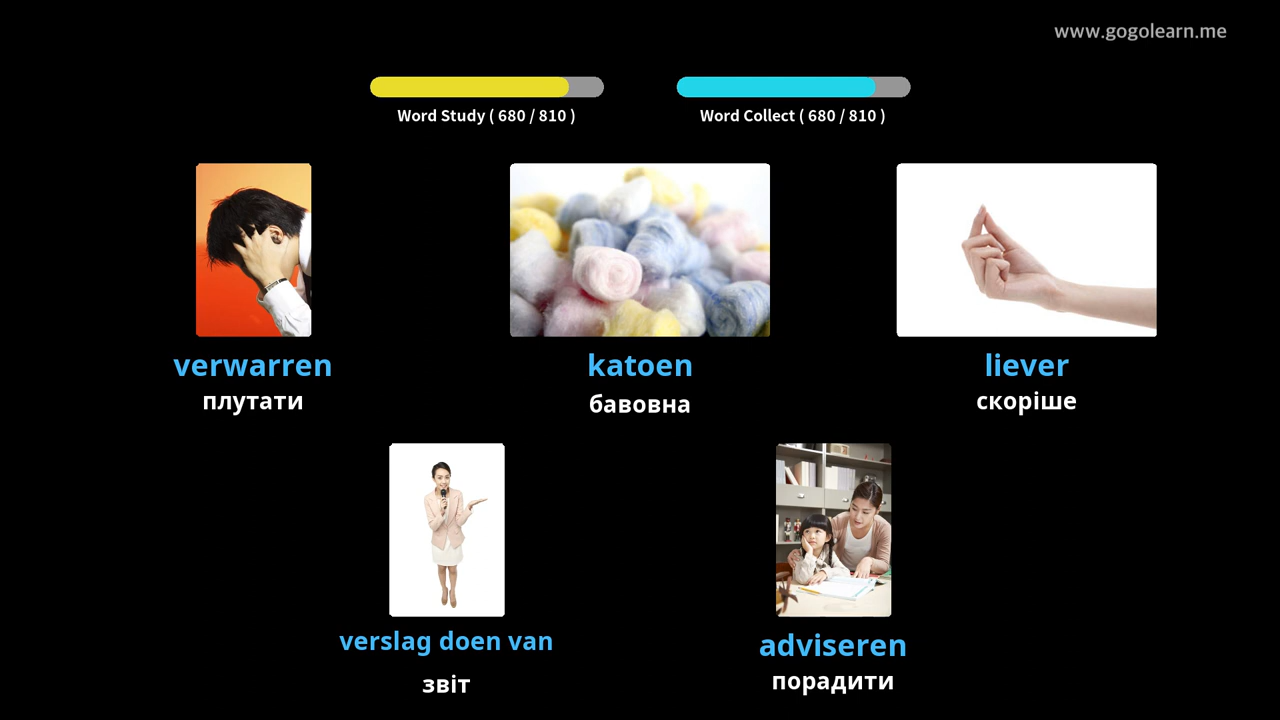 www.gogolearn.me
Word Study ( 680 / 810 )
Word Collect ( 680 / 810 )
verwarren
плутати
katoen
бавовна
liever
скоріше
verslag doen van
звіт
adviseren
порадити